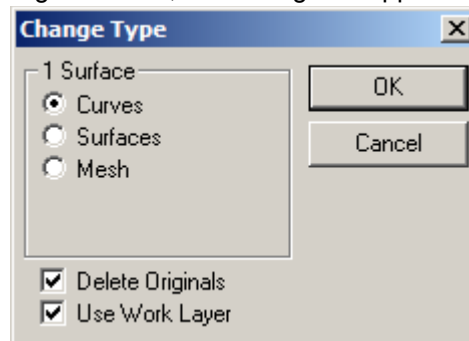 Change Type
1 Surface
Curves
Surfaces
Mesh
OK
Cancel
Delete Originals
Use Work Layer